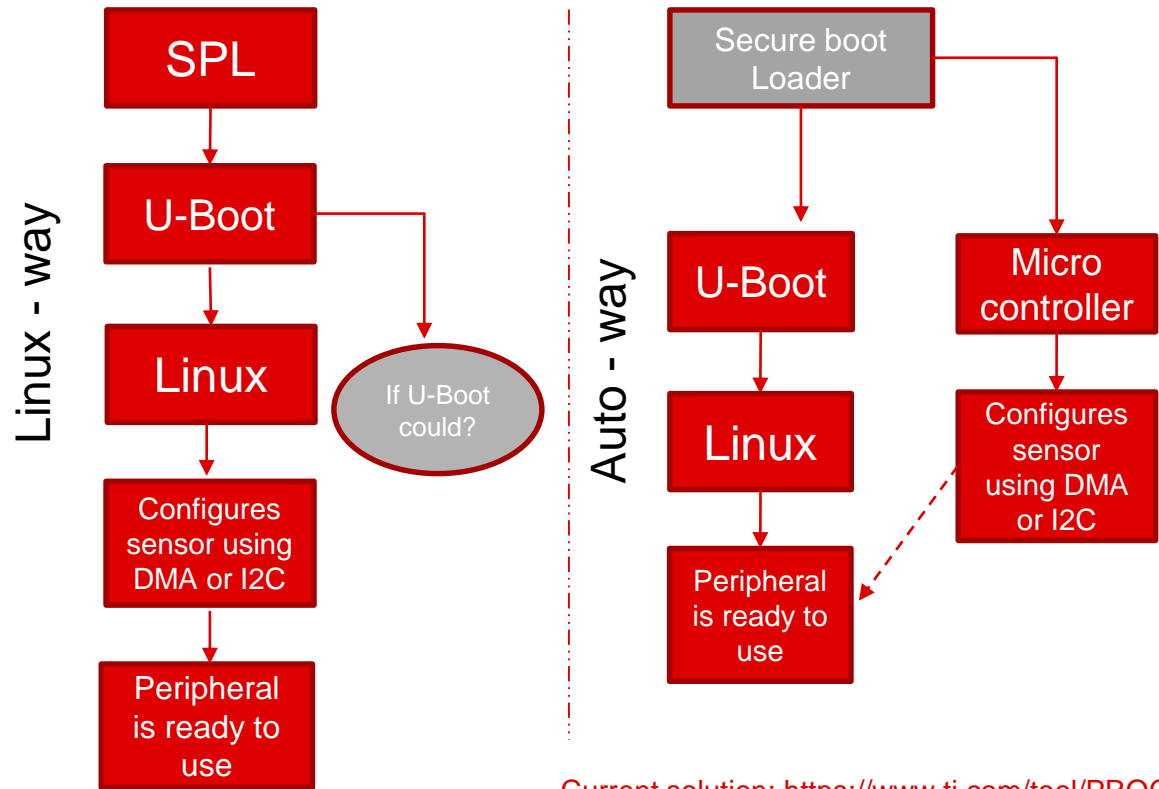 Linux - way
SPL
U-Boot
Linux
If U-Boot
could?
Configures
sensor using
DMA or I2C
Peripheral
is ready to
use
Auto - way
Secure boot
Loader
U-Boot
Micro
controller
Linux
Configures
sensor
using DMA
or I2C
Peripheral
is ready to
use
Current solution: https://www.ti.com/tool/PROC